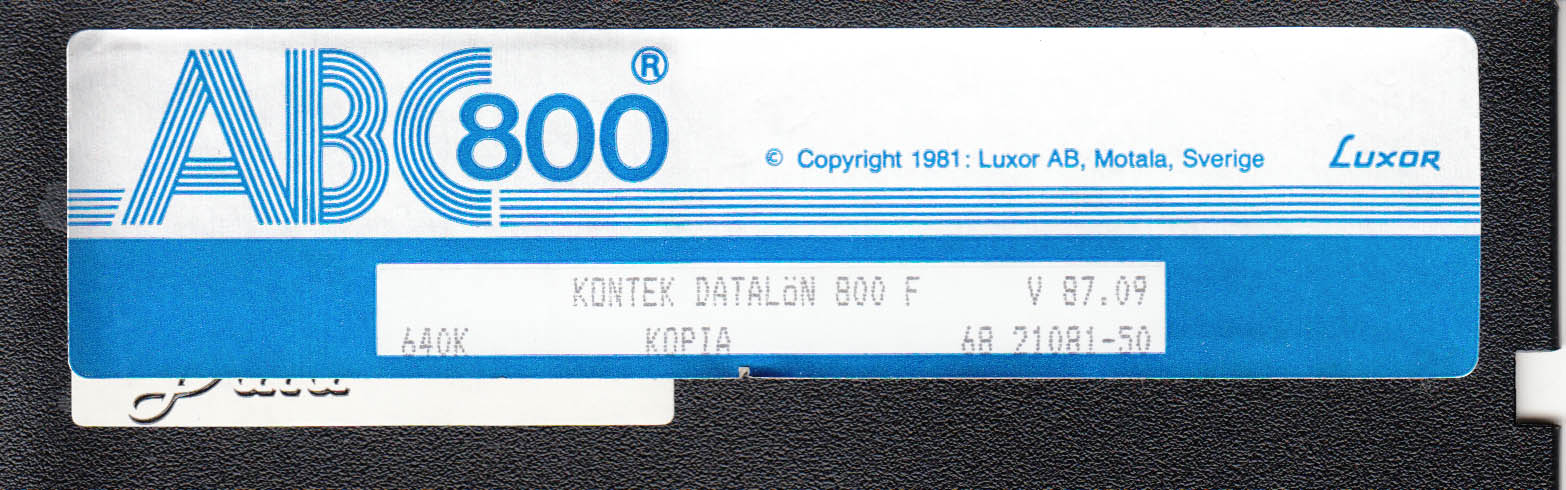 ABC800®
© Copyright 1981: Luxor AB, Motala, Sverige
LUXOR
KONTEK DATALöN 800 F V 87.09
640K KOPIA 68 21081-50